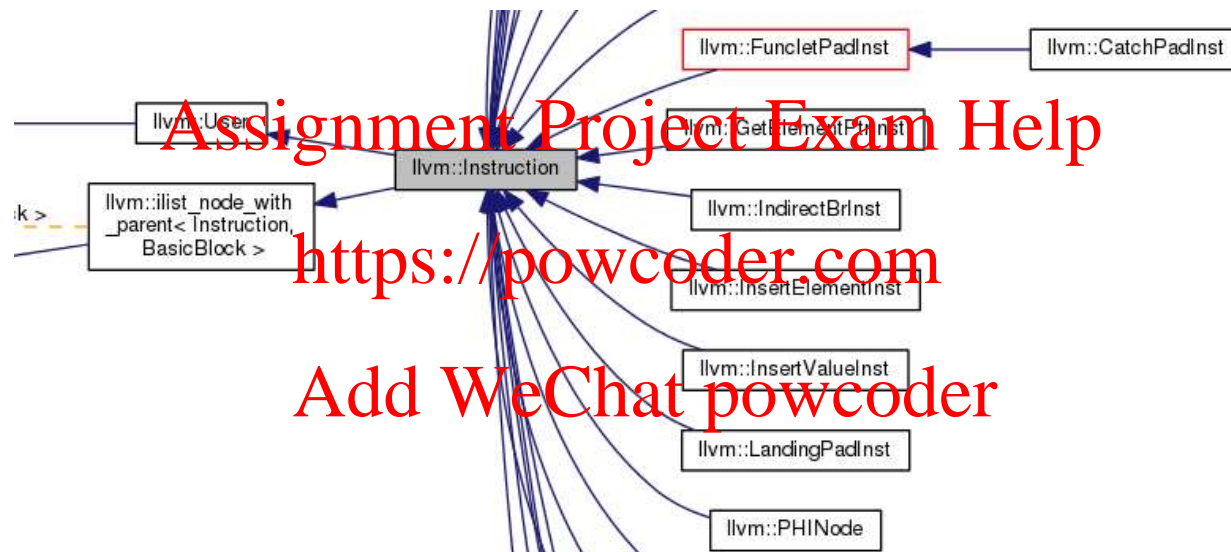 llvm::FuncletPadInst
llvm::CatchPadInst
llvm::User
Assignment Project Exam Help
llvm::GetElementPtrInst
llvm::Instruction
k >
llvm::ilist_node_with
_parent< Instruction,
BasicBlock >
llvm::IndirectBrInst
https://powcoder.com
llvm::InsertElementInst
llvm::InsertValueInst
Add WeChat powcoder
llvm::LandingPadInst
llvm::PHINode